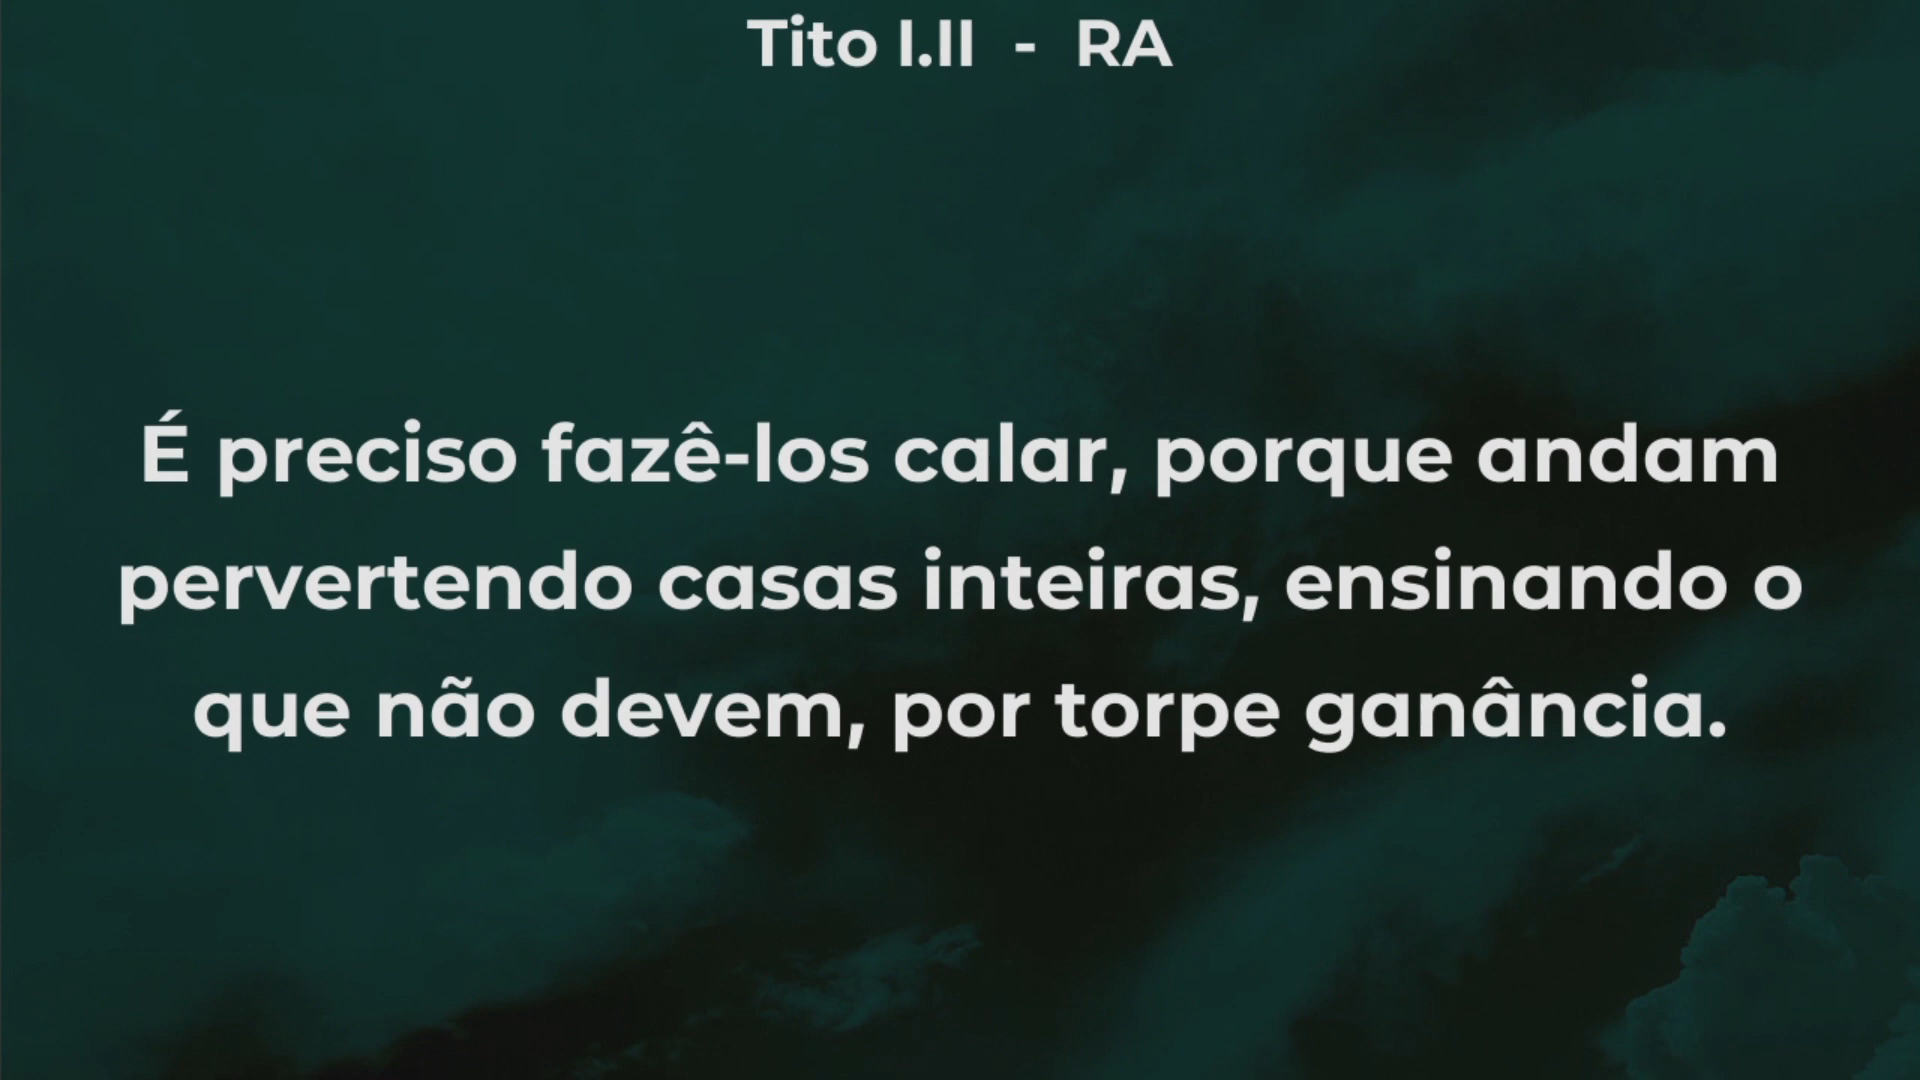 Tito I.II - RA
É preciso fazê-los calar, porque andam
pervertendo casas inteiras, ensinando o
que não devem, por torpe ganância.